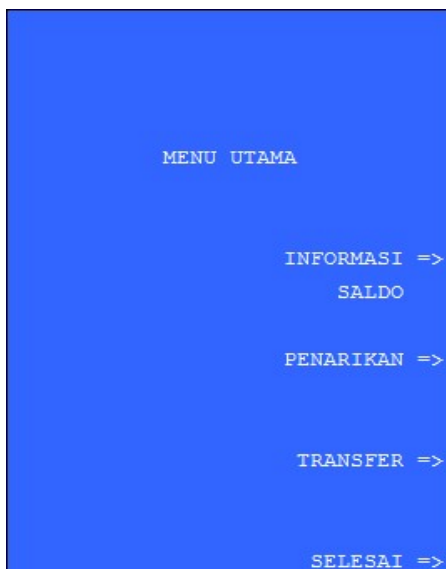 MENU UTAMA
INFORMASI =>
SALDO
PENARIKAN =>
TRANSFER =>
SELESAI =>